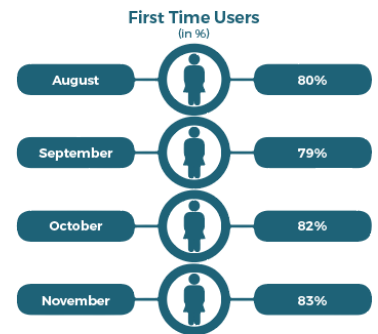 First Time Users
(in %)
August 80%
September 79%
October 82%
November 83%